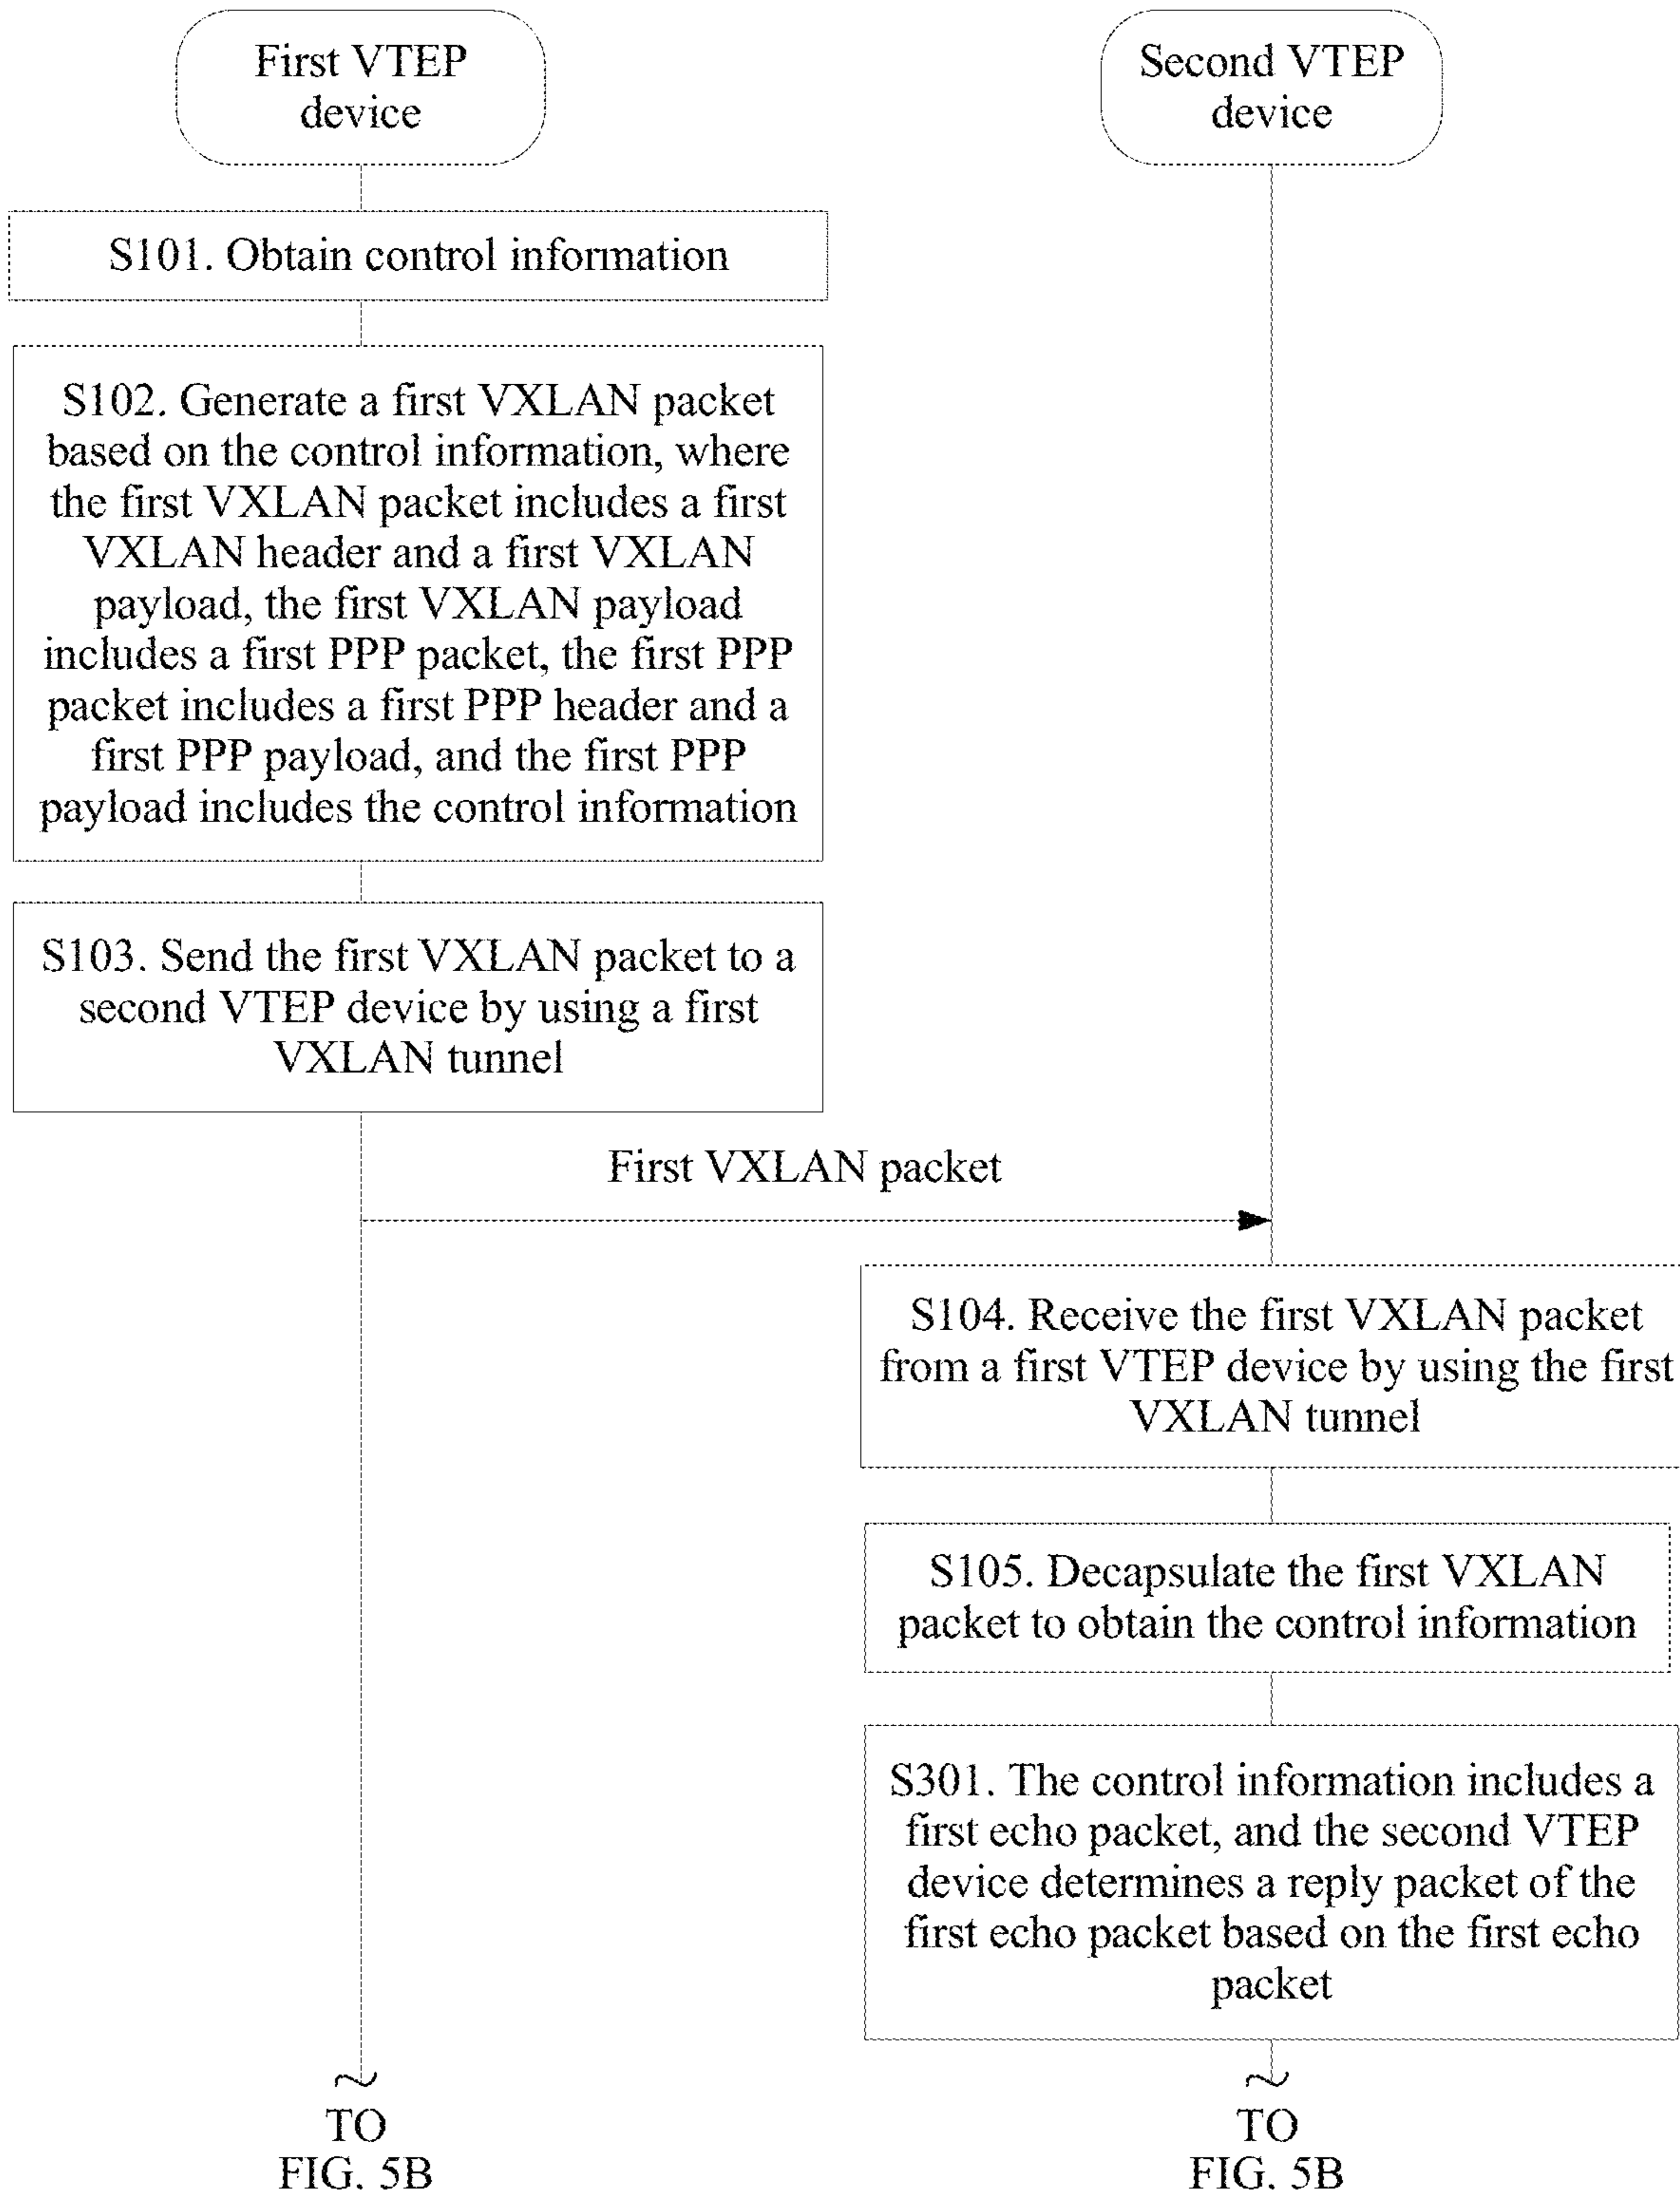 First VTEP
device
Second VTEP
device
S101. Obtain control information
S102. Generate a first VXLAN packet
based on the control information, where
the first VXLAN packet includes a first
VXLAN header and a first VXLAN
payload, the first VXLAN payload
includes a first PPP packet, the first PPP
packet includes a first PPP header and a
first PPP payload, and the first PPP
payload includes the control information
S103. Send the first VXLAN packet to a
second VTEP device by using a first
VXLAN tunnel
First VXLAN packet
S104. Receive the first VXLAN packet
from a first VTEP device by using the first
VXLAN tunnel
S105. Decapsulate the first VXLAN
packet to obtain the control information
S301. The control information includes a
first echo packet, and the second VTEP
device determines a reply packet of the
first echo packet based on the first echo
packet
TO
FIG. 5B
TO
FIG. 5B